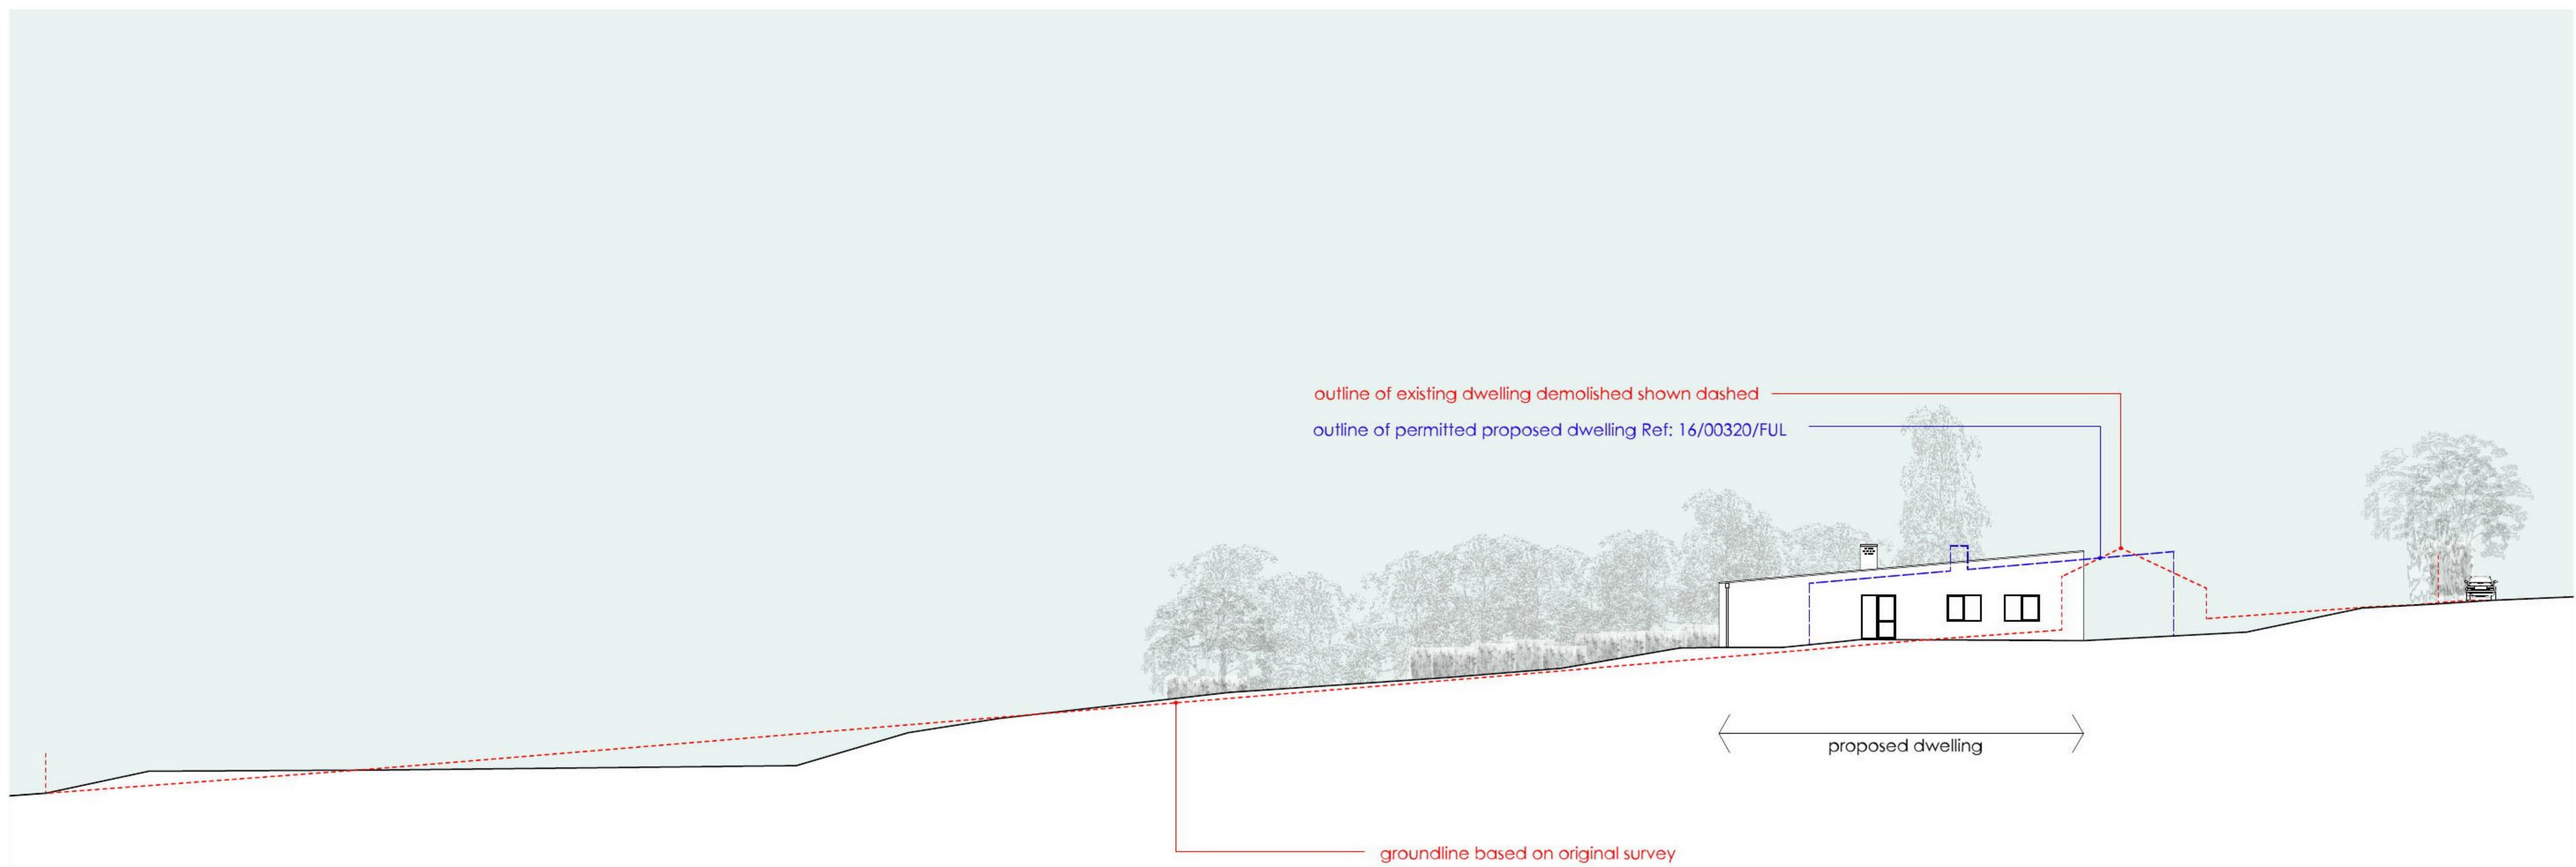 outline of existing dwelling demolished shown dashed
outline of permitted proposed dwelling Ref: 16/00320/FUL
proposed dwelling
groundline based on original survey